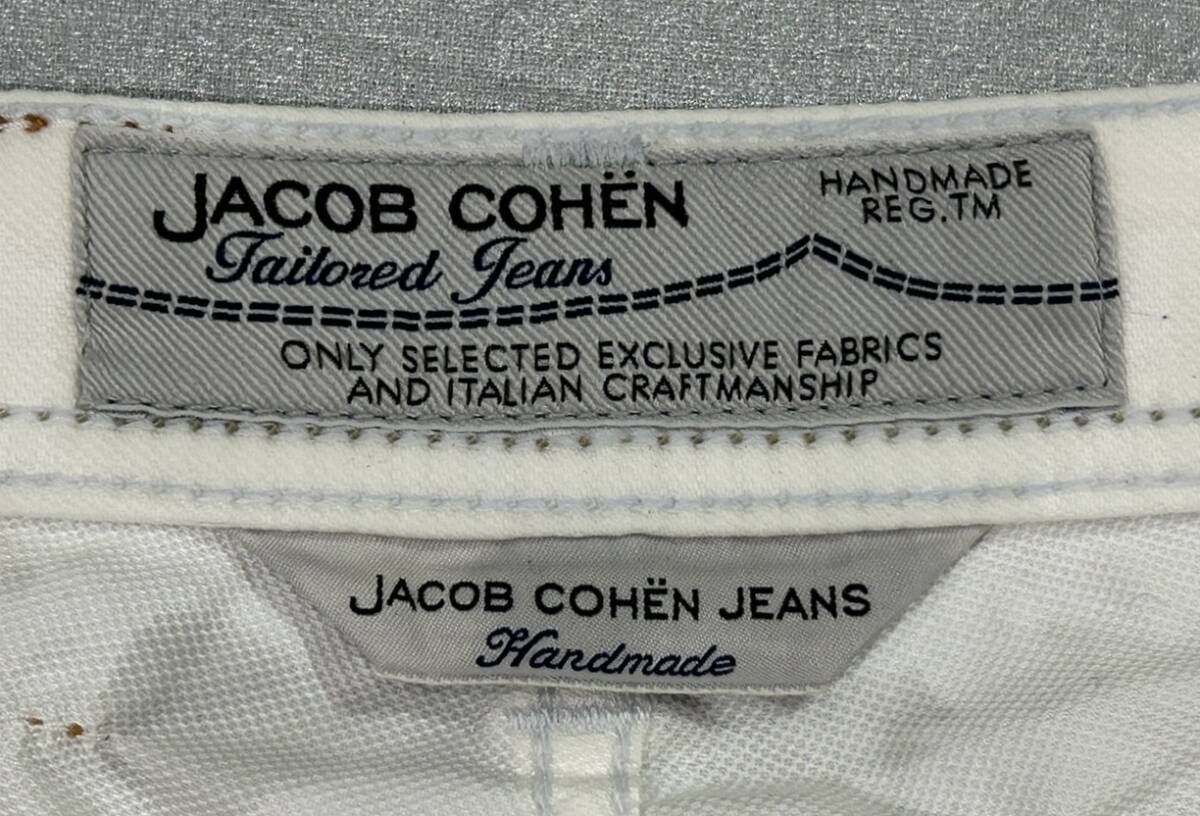 JACOB COHËN
HANDMADE
REG.TM
Tailored Jeans
ONLY SELECTED EXCLUSIVE FABRICS
AND ITALIAN CRAFTMANSHIP
JACOB COHËN JEANS
Handmade